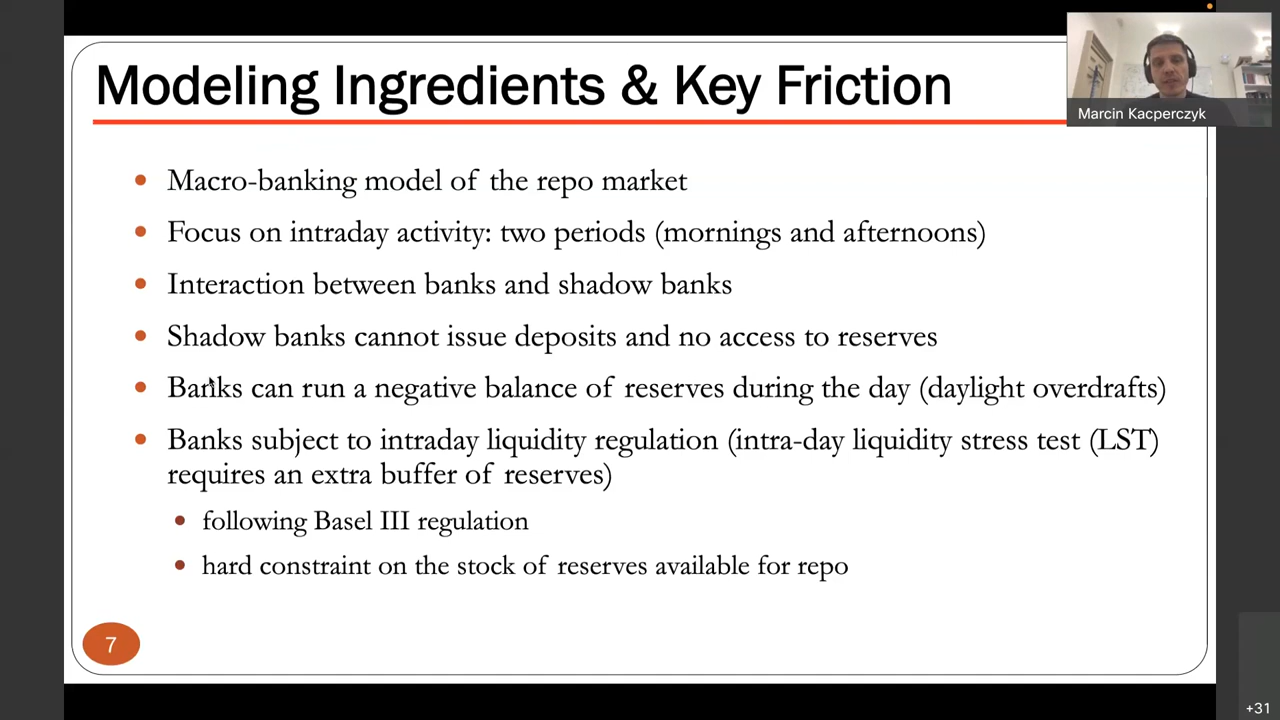 Modeling Ingredients & Key Friction
Marcin Kacperczyk
Macro-banking model of the repo market
Focus on intraday activity: two periods (mornings and afternoons)
Interaction between banks and shadow banks
Shadow banks cannot issue deposits and no access to reserves
Banks can run a negative balance of reserves during the day (daylight overdrafts)
Banks subject to intraday liquidity regulation (intra-day liquidity stress test (LST)
requires an extra buffer of reserves)
following Basel III regulation
hard constraint on the stock of reserves available for repo
7
+31